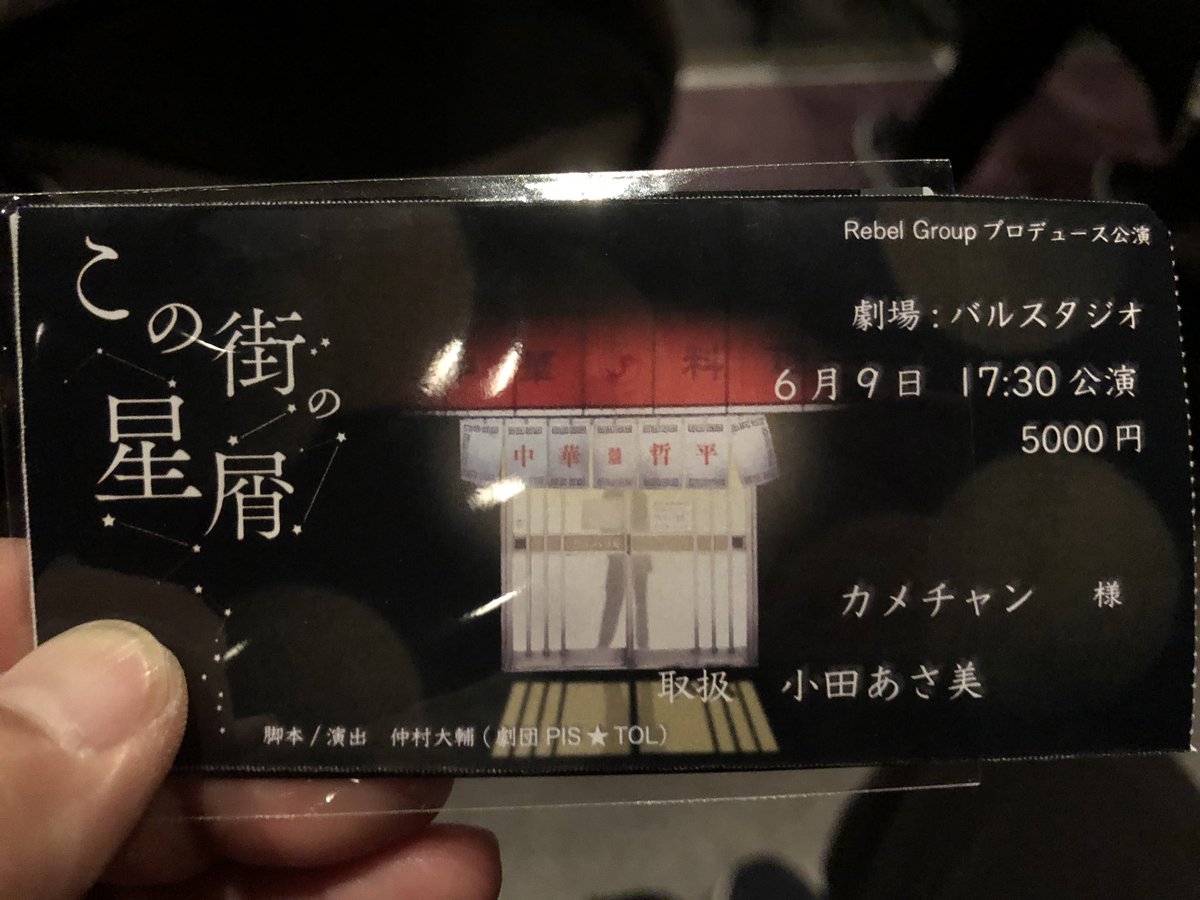 Rebel Group プロデュース公演
この街の
星屑
劇場:バルスタジオ
6月9日 17:30 公演
5000円
華 料
中華 哲平
カメチャン 様
取扱 小田あさ美
脚本/演出 仲村大輔(劇団PIS★TOL)